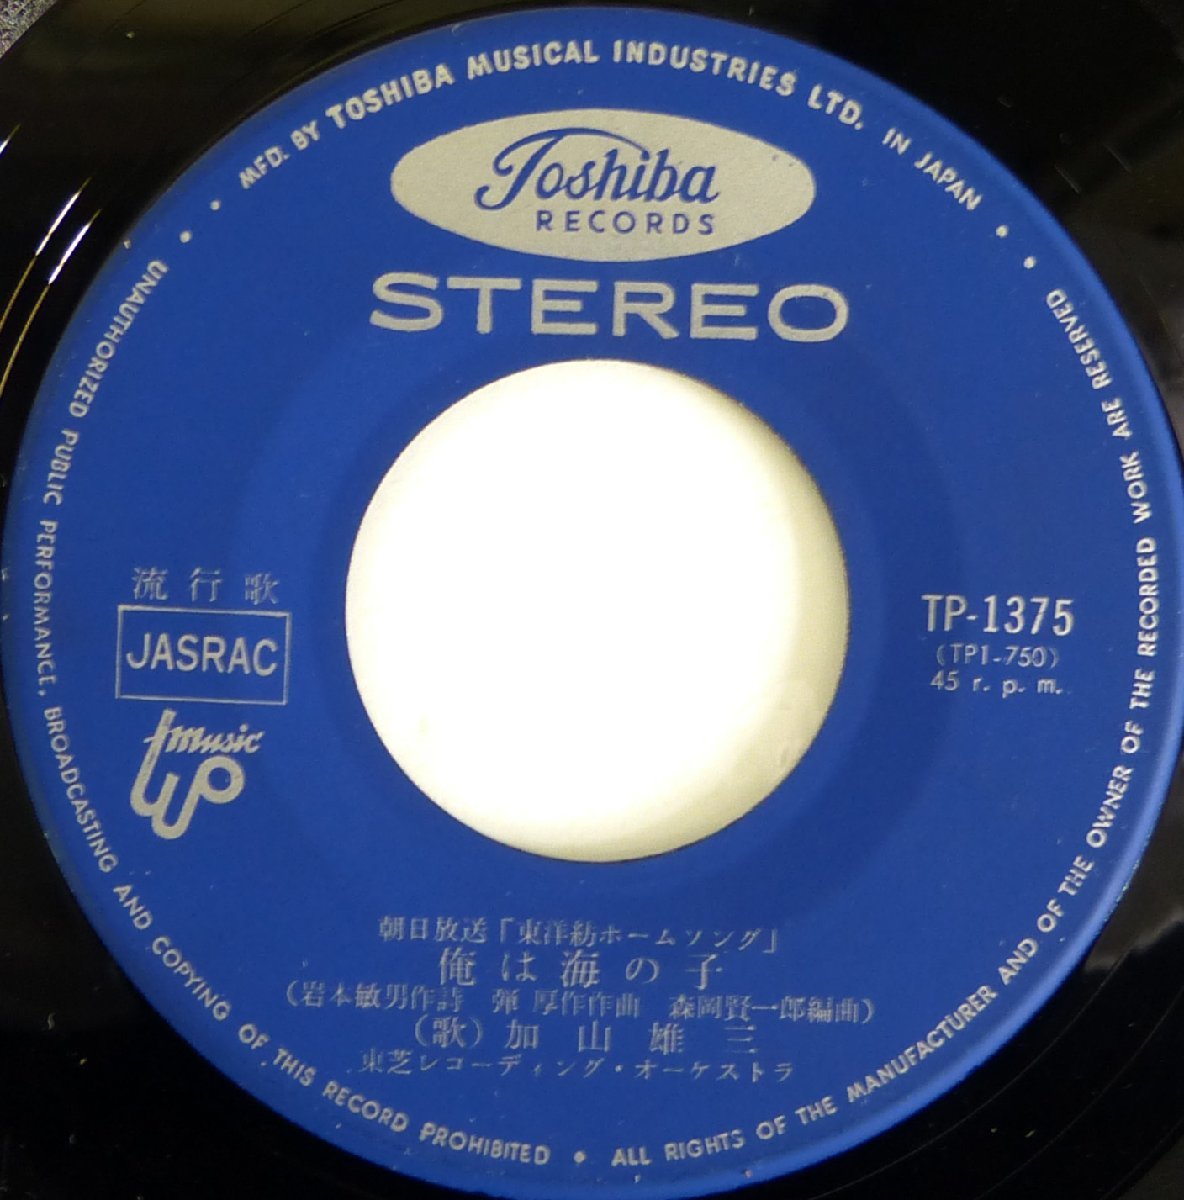 MFD. BY TOSHIBA MUSICAL INDUSTRIES LTD. IN JAPAN
Toshiba
RECORDS
STEREO
流行歌
JASRAC
music
up
TP-1375
(TP1-750)
45 r. p. m.
朝日放送「東洋紡ホームソング」
俺は海の子
(岩本敏男作詩 弾 厚作作曲 森岡賢一郎編曲)
(歌) 加山雄三
東芝レコーディング・オーケストラ
UNAUTHORIZED PUBLIC PERFORMANCE, BROADCASTING AND COPYING OF THIS RECORD PROHIBITED • ALL RIGHTS OF THE MANUFACTURER AND OF THE OWNER OF THE RECORDED WORK ARE RESERVED